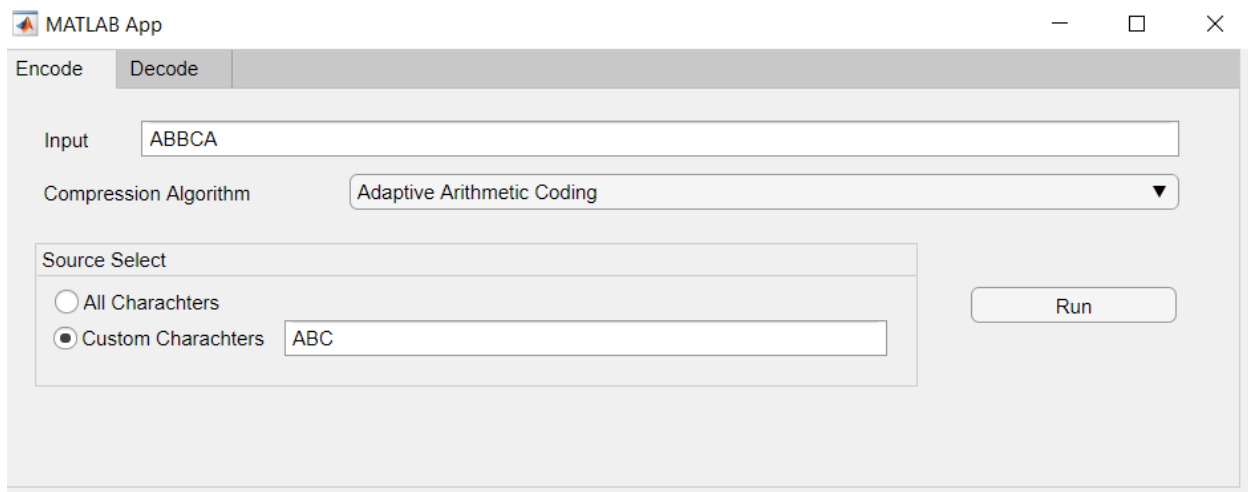 MATLAB App
Encode Decode
Input ABBCA
Compression Algorithm Adaptive Arithmetic Coding
Source Select
All Charachters
Custom Charachters ABC
Run